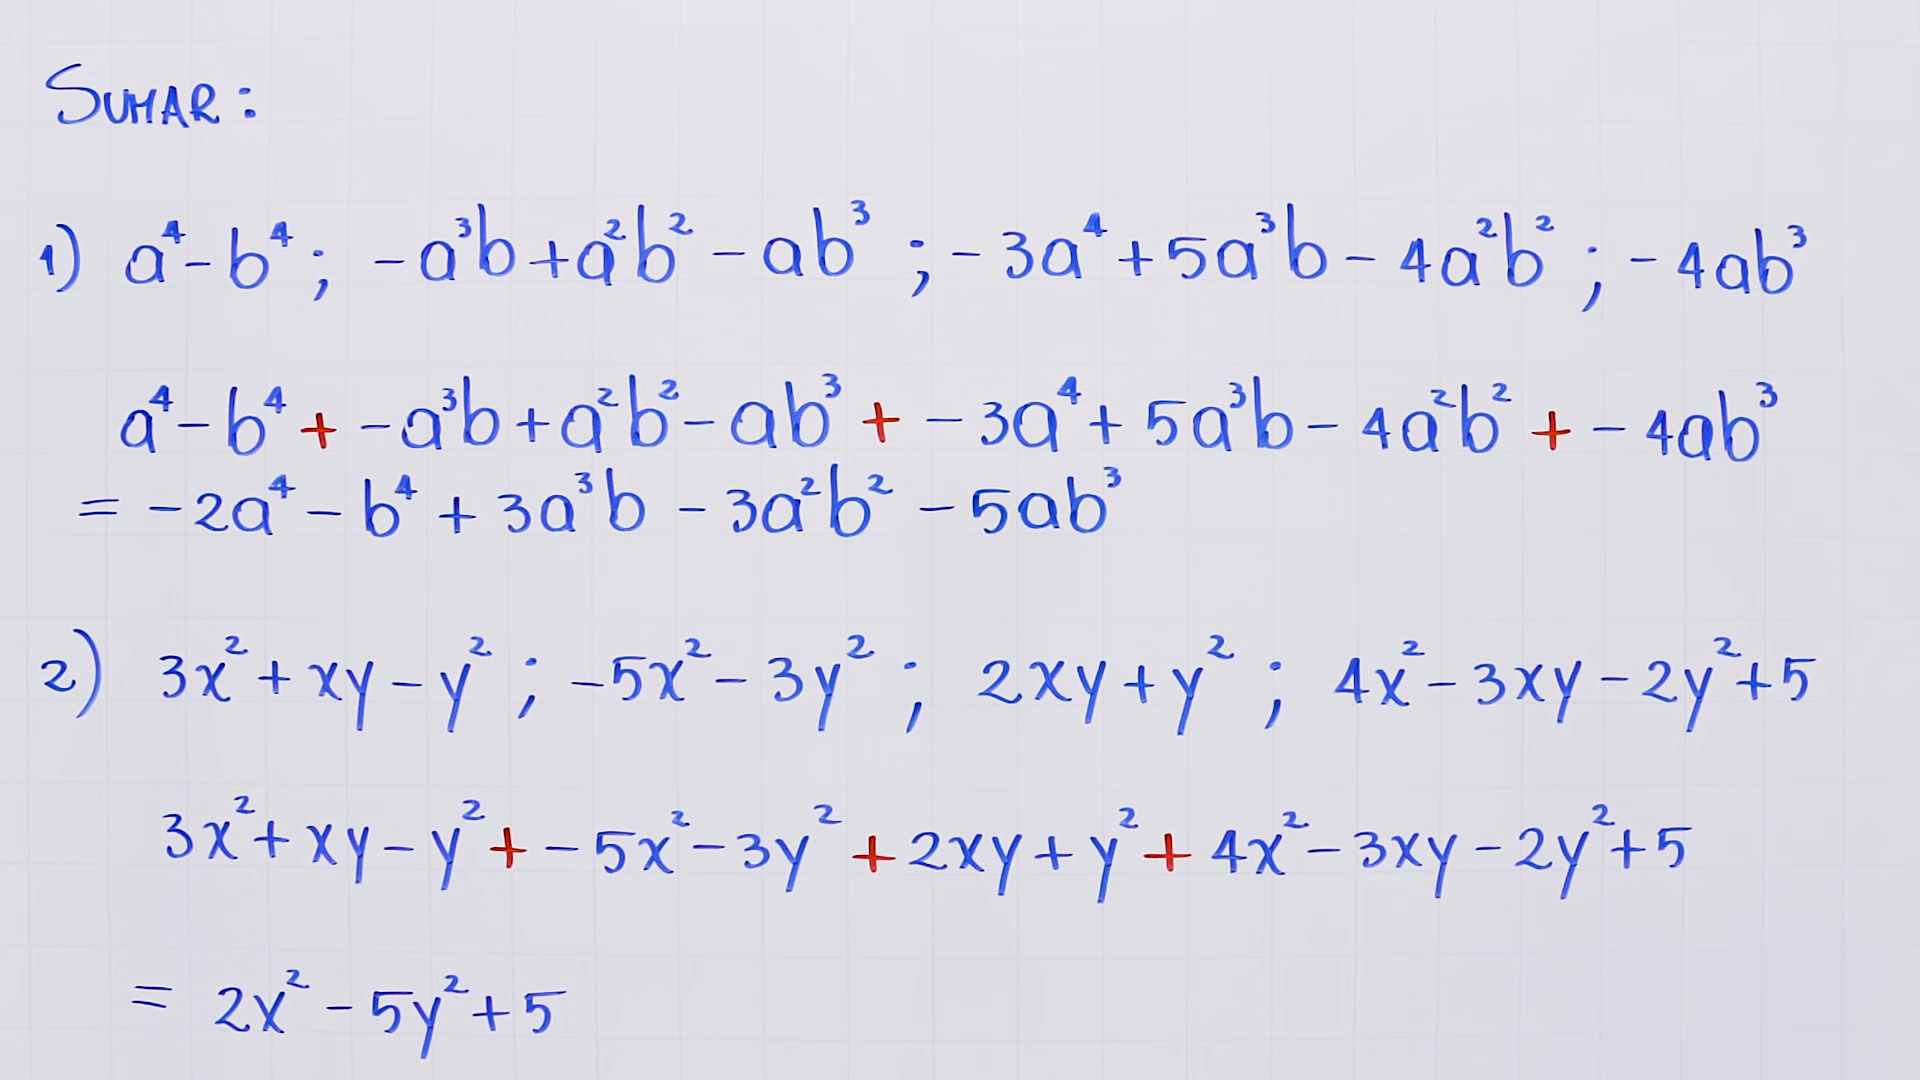 SUMAR:
1) a⁴-b⁴; -a³b+a²b²-ab³; -3a⁴+5a³b-4a²b²; -4ab³
a⁴-b⁴+-a³b+a²b²-ab³+-3a⁴+5a³b-4a²b²+-4ab³
= -2a⁴-b⁴+3a³b-3a²b²-5ab³
2) 3x²+xy-y²; -5x²-3y²; 2xy+y²; 4x²-3xy-2y²+5
3x²+xy-y²+-5x²-3y²+2xy+y²+4x²-3xy-2y²+5
= 2x²-5y²+5